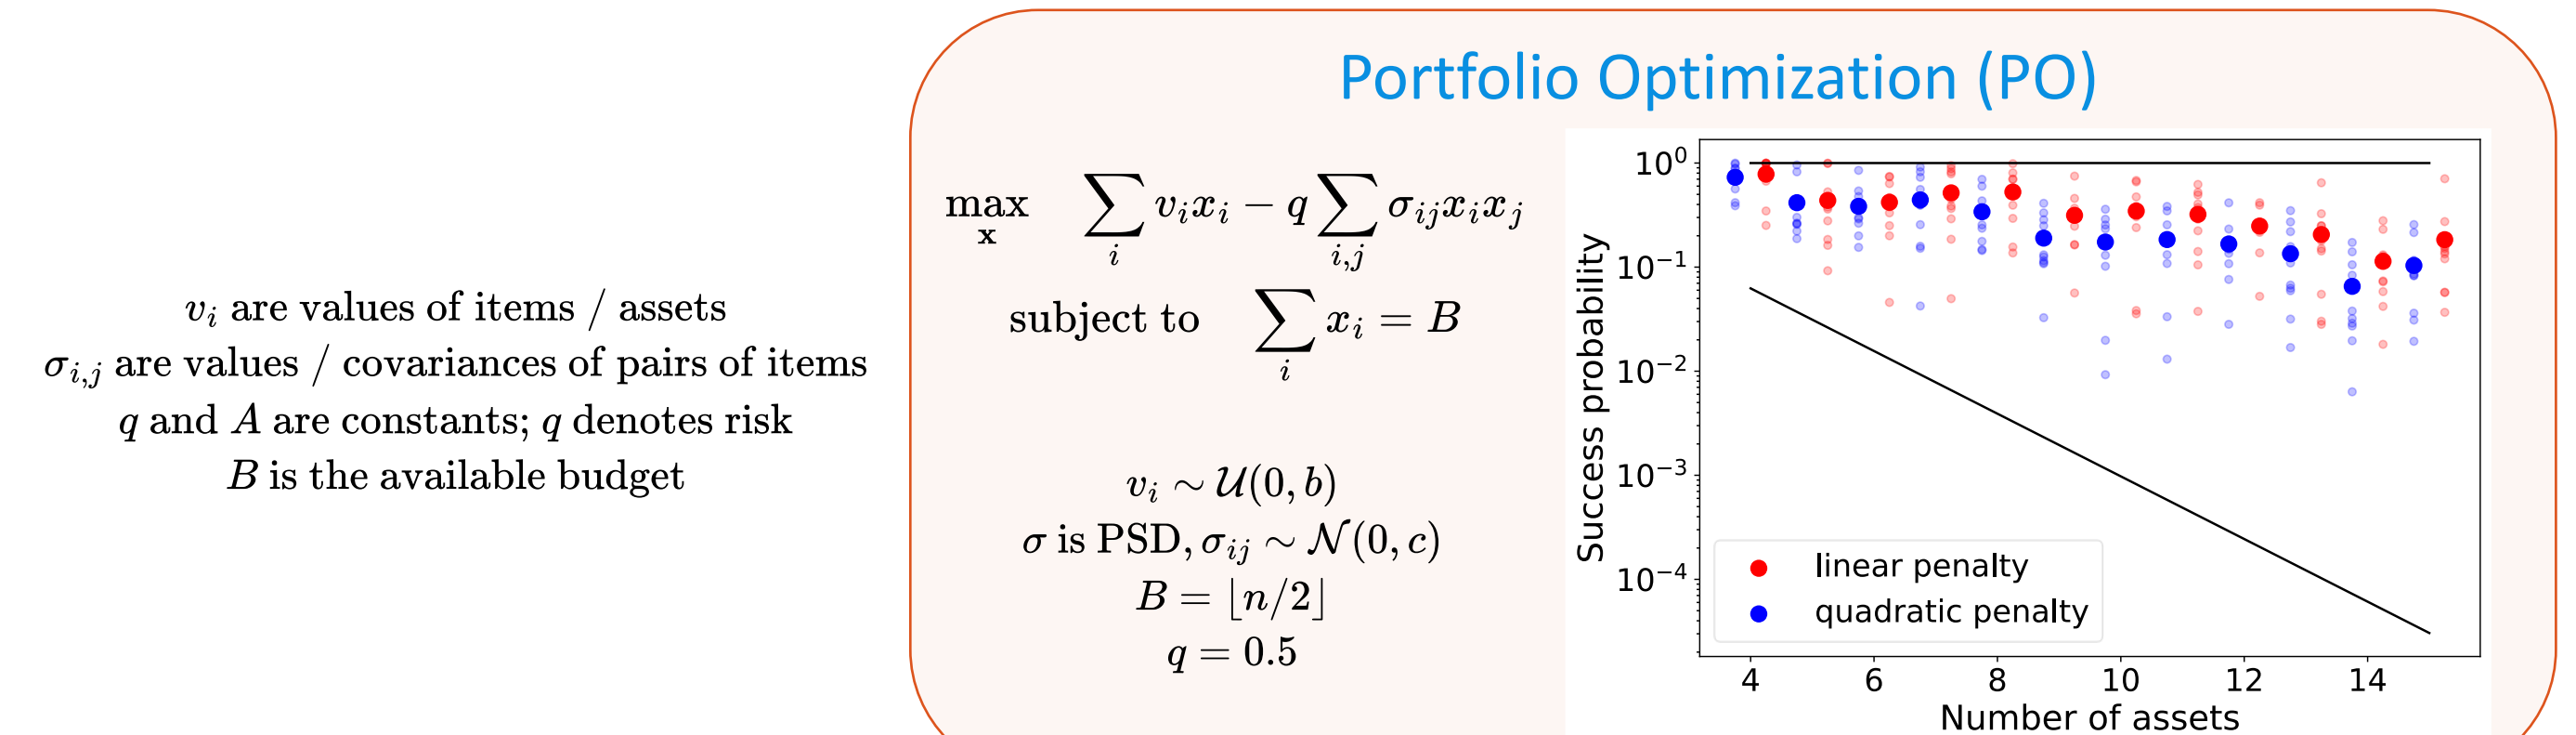 v_i are values of items / assets
σ_{i,j} are values / covariances of pairs of items
q and A are constants; q denotes risk
B is the available budget
Portfolio Optimization (PO)
max_x ∑_i v_i x_i − q ∑_{i,j} σ_{ij} x_i x_j
subject to ∑_i x_i = B
v_i ∼ 𝒰(0, b)
σ is PSD, σ_{ij} ∼ 𝒩(0, c)
B = ⌊n/2⌋
q = 0.5
Success probability
10^0
10^{−1}
10^{−2}
10^{−3}
10^{−4}
linear penalty
quadratic penalty
4 6 8 10 12 14
Number of assets